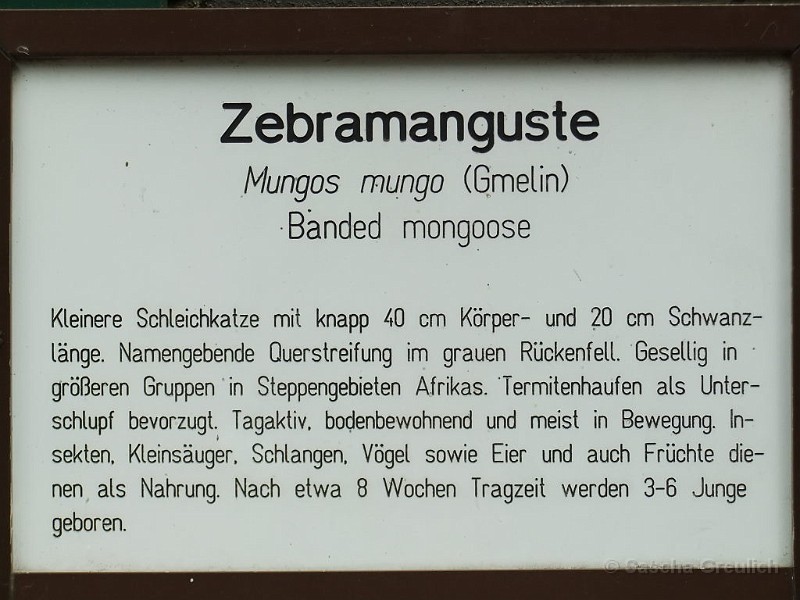 Zebramanguste
Mungos mungo (Gmelin)
Banded mongoose
Kleinere Schleichkatze mit knapp 40 cm Körper- und 20 cm Schwanz-
länge. Namengebende Querstreifung im grauen Rückenfell. Gesellig in
größeren Gruppen in Steppengebieten Afrikas. Termitenhaufen als Unter-
schlupf bevorzugt. Tagaktiv, bodenbewohnend und meist in Bewegung. In-
sekten, Kleinsäuger, Schlangen, Vögel sowie Eier und auch Früchte die-
nen als Nahrung. Nach etwa 8 Wochen Tragzeit werden 3-6 Junge
geboren.
© Sascha Greulich